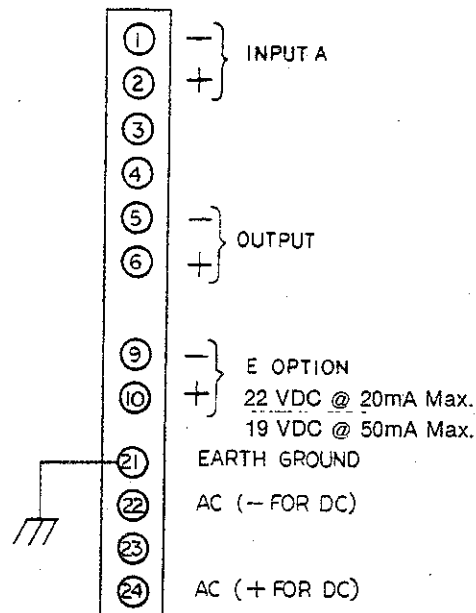 1 − INPUT A
2 +
3
4
5 − OUTPUT
6 +
9 − E OPTION
10 + 22 VDC @ 20mA Max.
19 VDC @ 50mA Max.
21 EARTH GROUND
22 AC (− FOR DC)
23
24 AC (+ FOR DC)